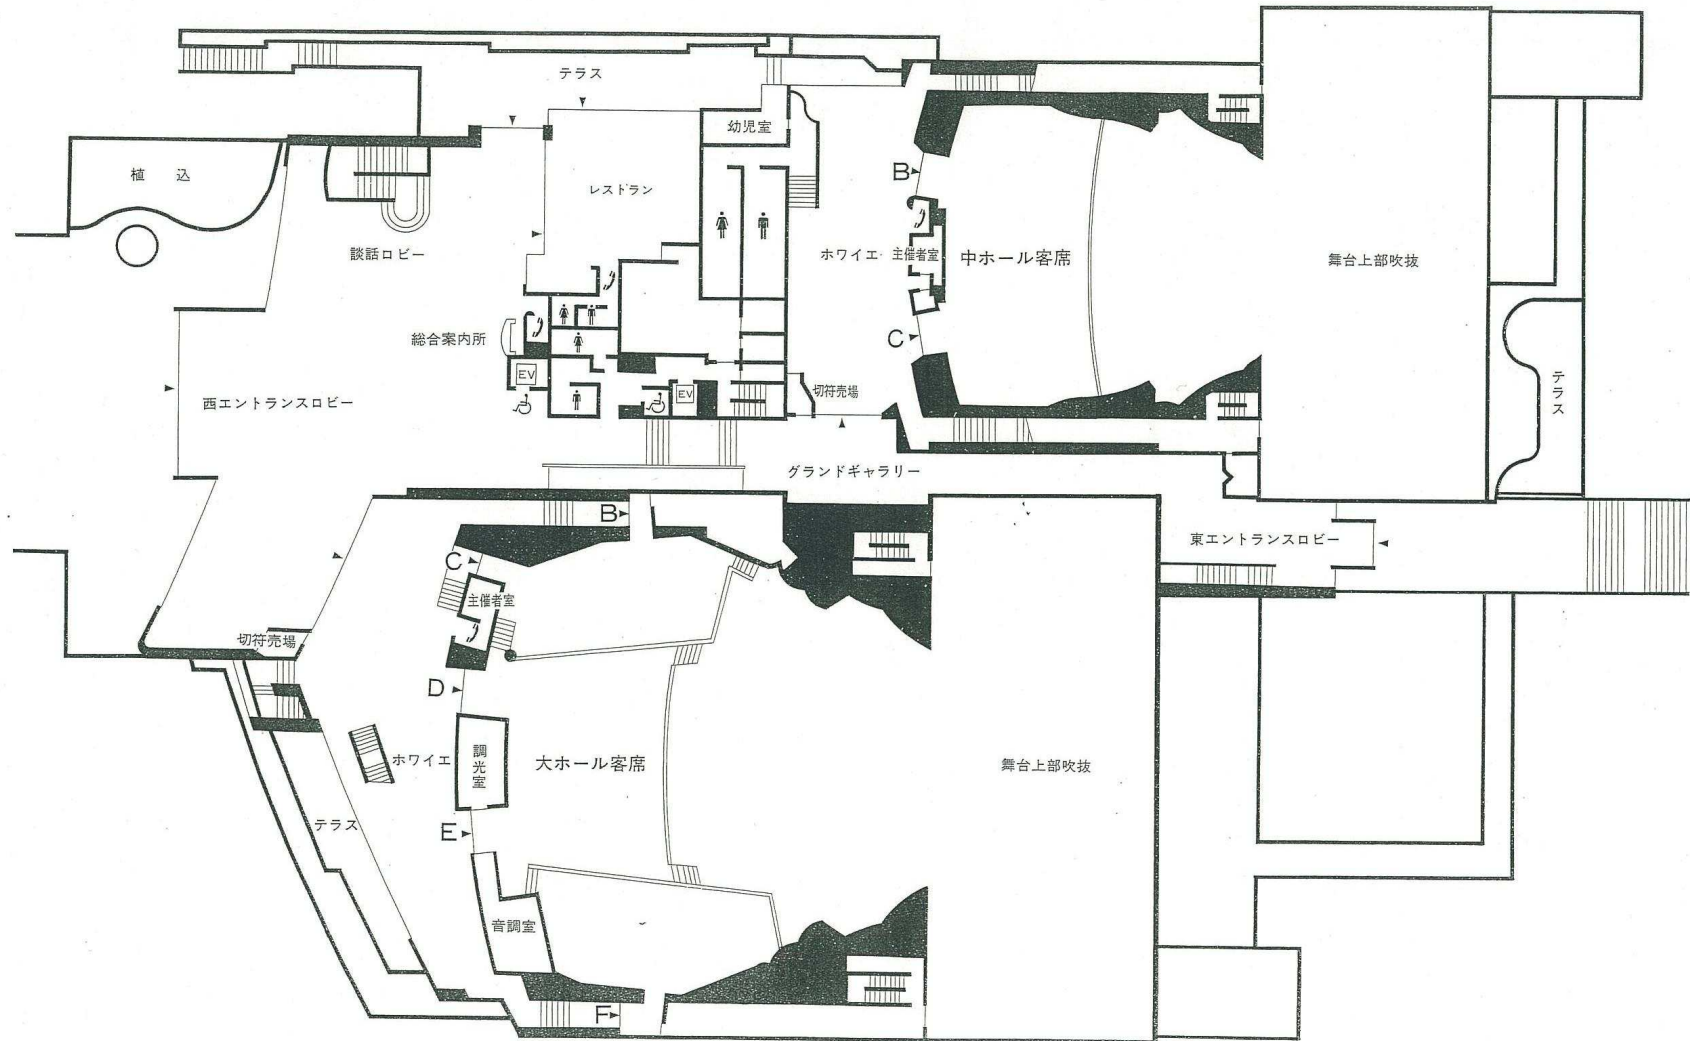 テラス
幼児室
植込
レストラン
B
談話ロビー
ホワイエ
主催者室
中ホール客席
舞台上部吹抜
総合案内所
C
EV
EV
切符売場
テラス
西エントランスロビー
グランドギャラリー
B
東エントランスロビー
C
主催者室
切符売場
D
ホワイエ
調光室
大ホール客席
舞台上部吹抜
テラス
E
音調室
F